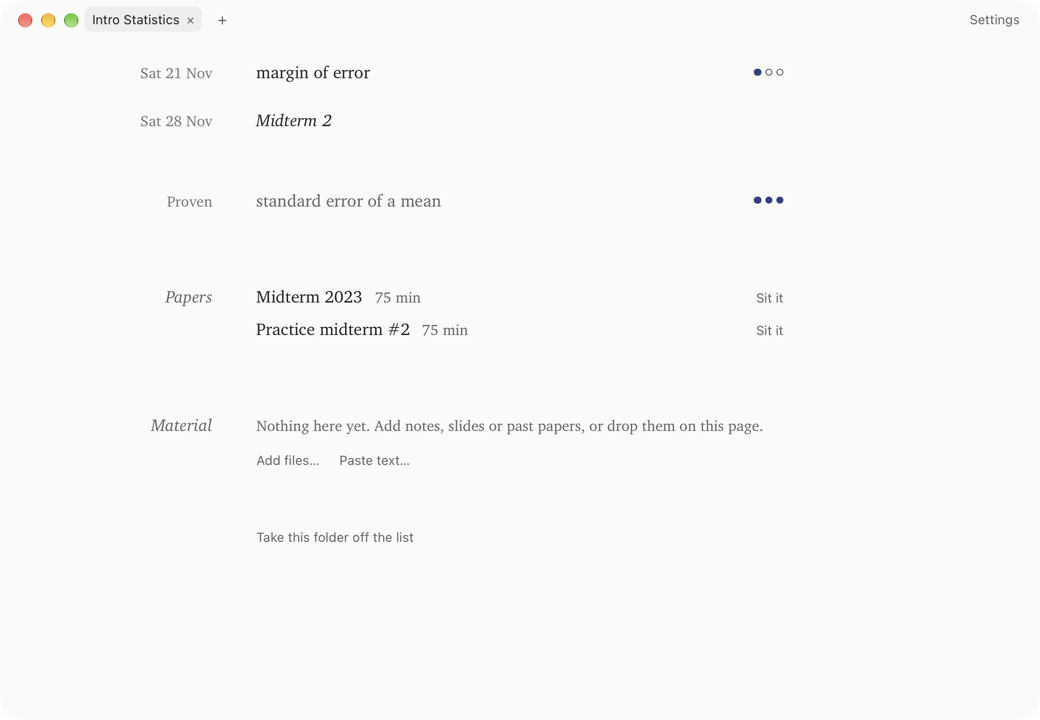 Intro Statistics × + Settings
Sat 21 Nov margin of error
Sat 28 Nov Midterm 2
Proven standard error of a mean
Papers Midterm 2023 75 min Sit it
Practice midterm #2 75 min Sit it
Material Nothing here yet. Add notes, slides or past papers, or drop them on this page.
Add files... Paste text...
Take this folder off the list